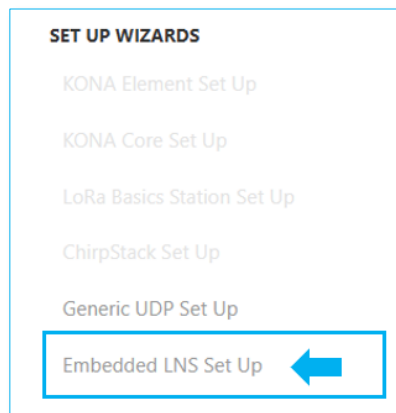 SET UP WIZARDS
KONA Element Set Up
KONA Core Set Up
LoRa Basics Station Set Up
ChirpStack Set Up
Generic UDP Set Up
Embedded LNS Set Up